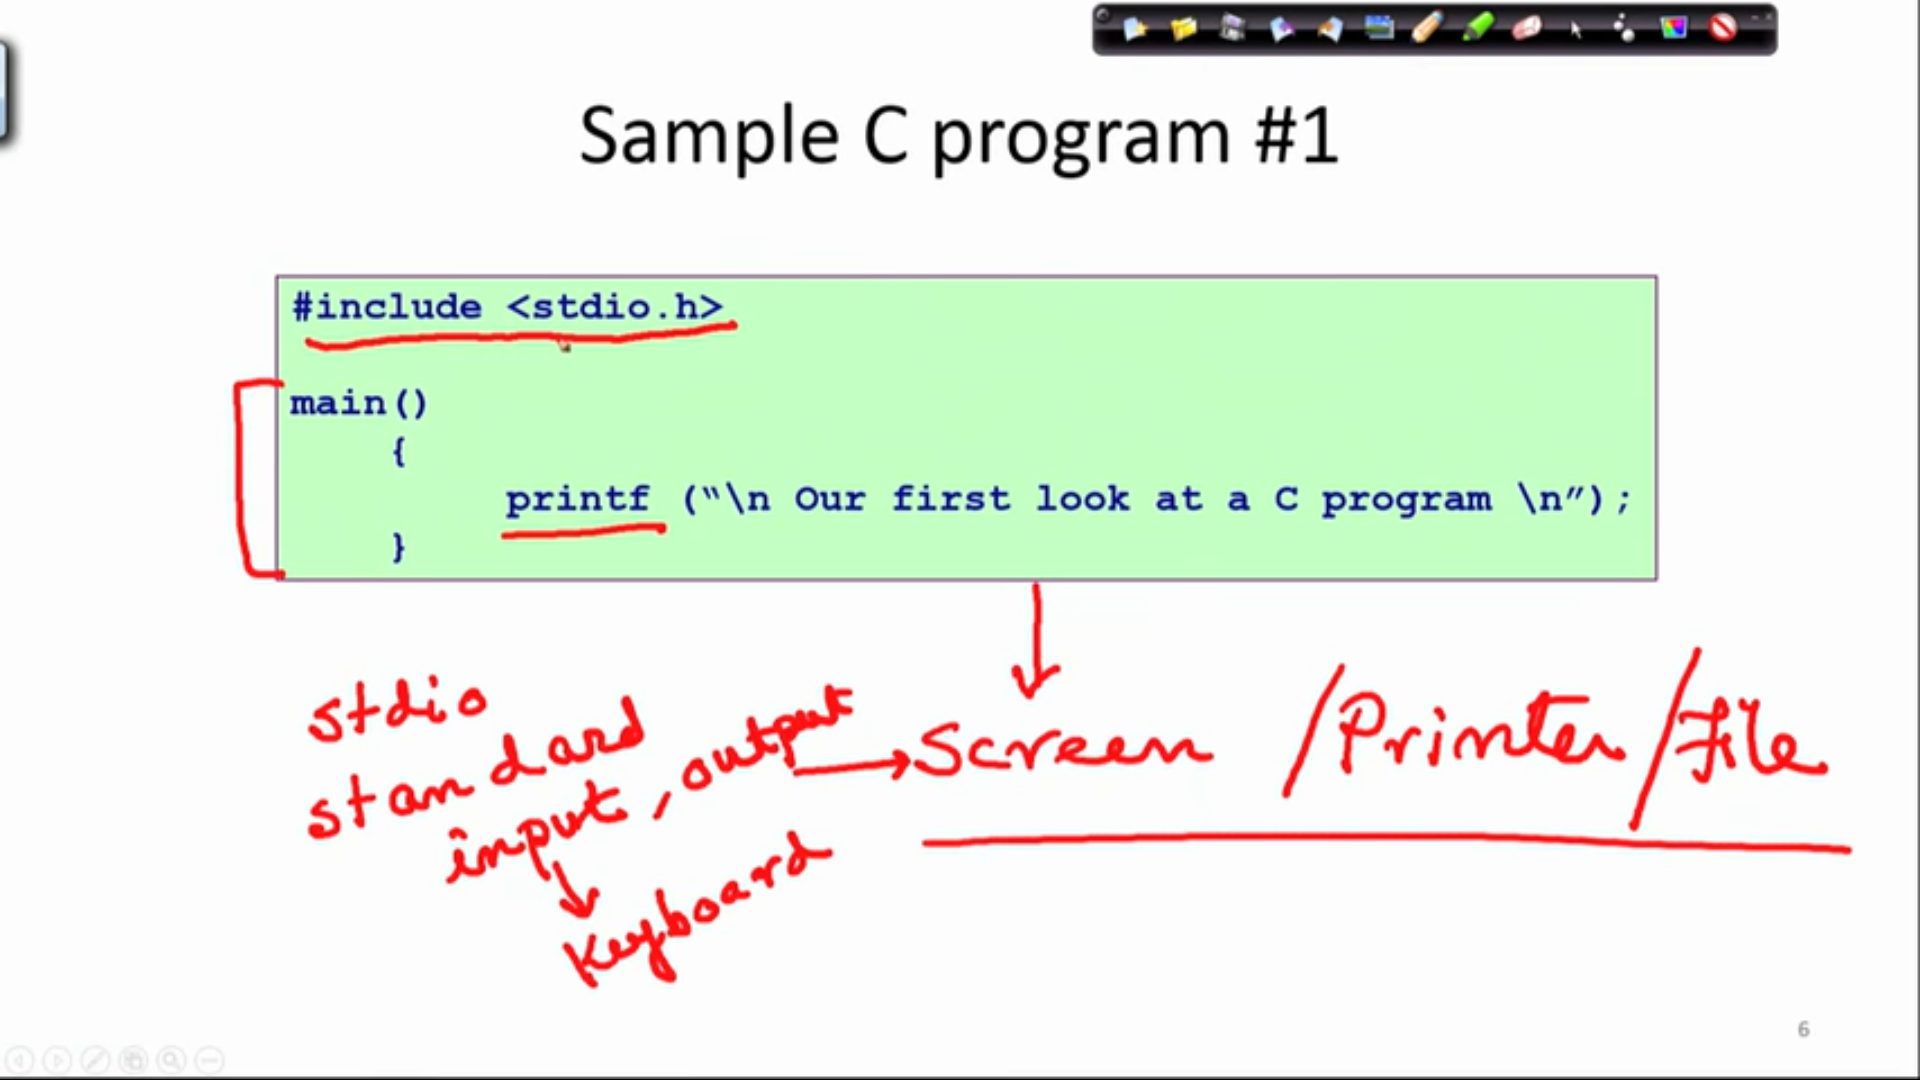 Sample C program #1
#include <stdio.h>
main()
{
printf (“\n Our first look at a C program \n”);
}
stdio
standard
input, output → Screen /Printer/File
Keyboard
6